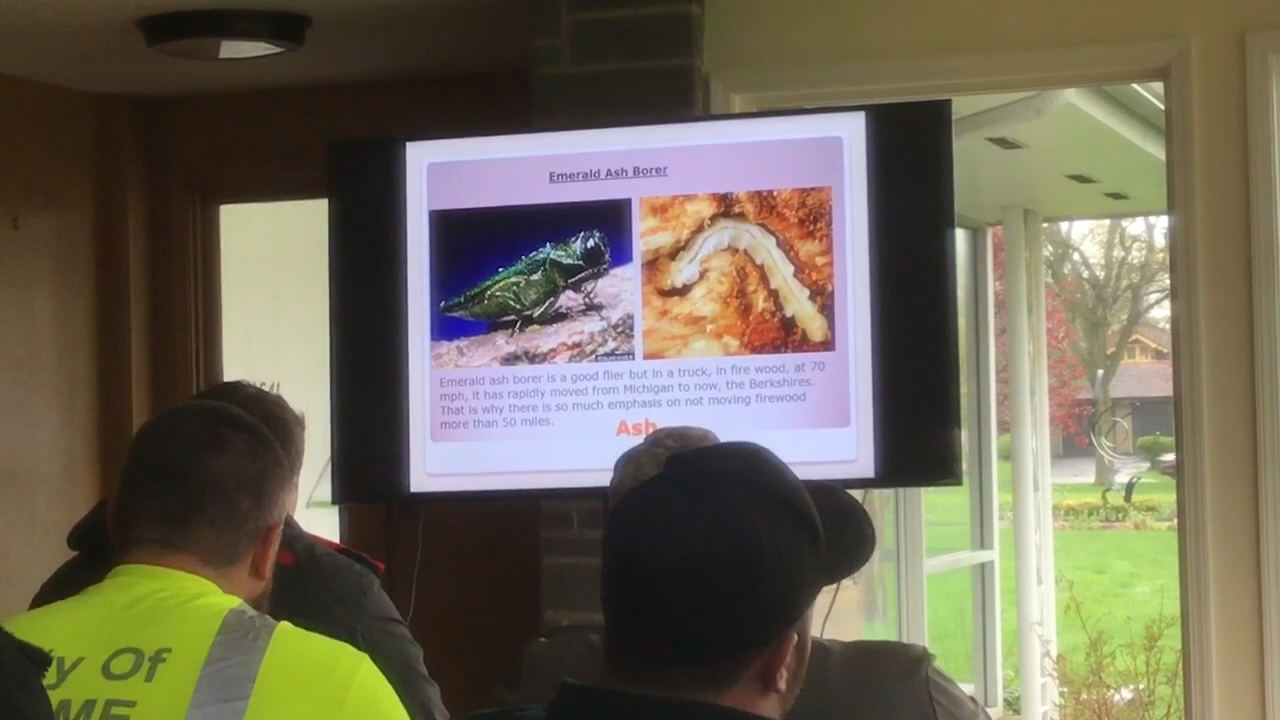 Emerald Ash Borer
Emerald ash borer is a good flier but in a truck, in fire wood, at 70
mph, it has rapidly moved from Michigan to now, the Berkshires.
That is why there is so much emphasis on not moving firewood
more than 50 miles.
Ash
y Of
ME